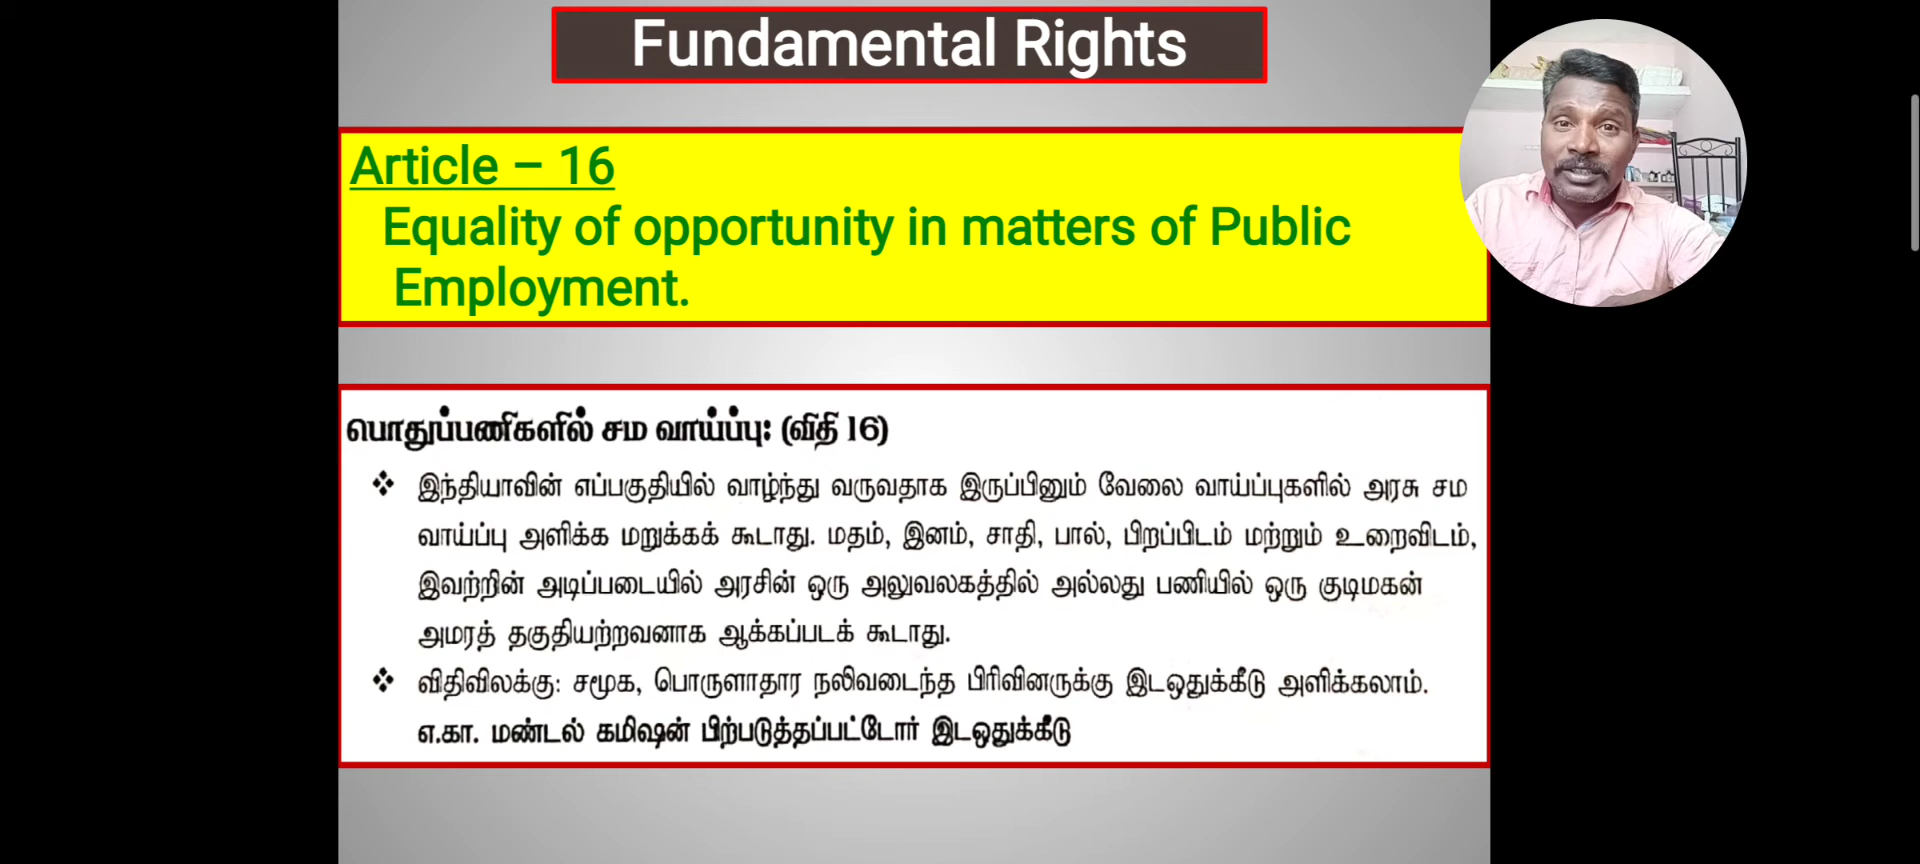 Fundamental Rights
Article – 16
Equality of opportunity in matters of Public
Employment.
பொதுப்பணிகளில் சம வாய்ப்பு: (விதி 16)
❖ இந்தியாவின் எப்பகுதியில் வாழ்ந்து வருவதாக இருப்பினும் வேலை வாய்ப்புகளில் அரசு சம
வாய்ப்பு அளிக்க மறுக்கக் கூடாது. மதம், இனம், சாதி, பால், பிறப்பிடம் மற்றும் உறைவிடம்,
இவற்றின் அடிப்படையில் அரசின் ஒரு அலுவலகத்தில் அல்லது பணியில் ஒரு குடிமகன்
அமரத் தகுதியற்றவனாக ஆக்கப்படக் கூடாது.
❖ விதிவிலக்கு: சமூக, பொருளாதார நலிவடைந்த பிரிவினருக்கு இடஒதுக்கீடு அளிக்கலாம்.
எ.கா. மண்டல் கமிஷன் பிற்படுத்தப்பட்டோர் இடஒதுக்கீடு